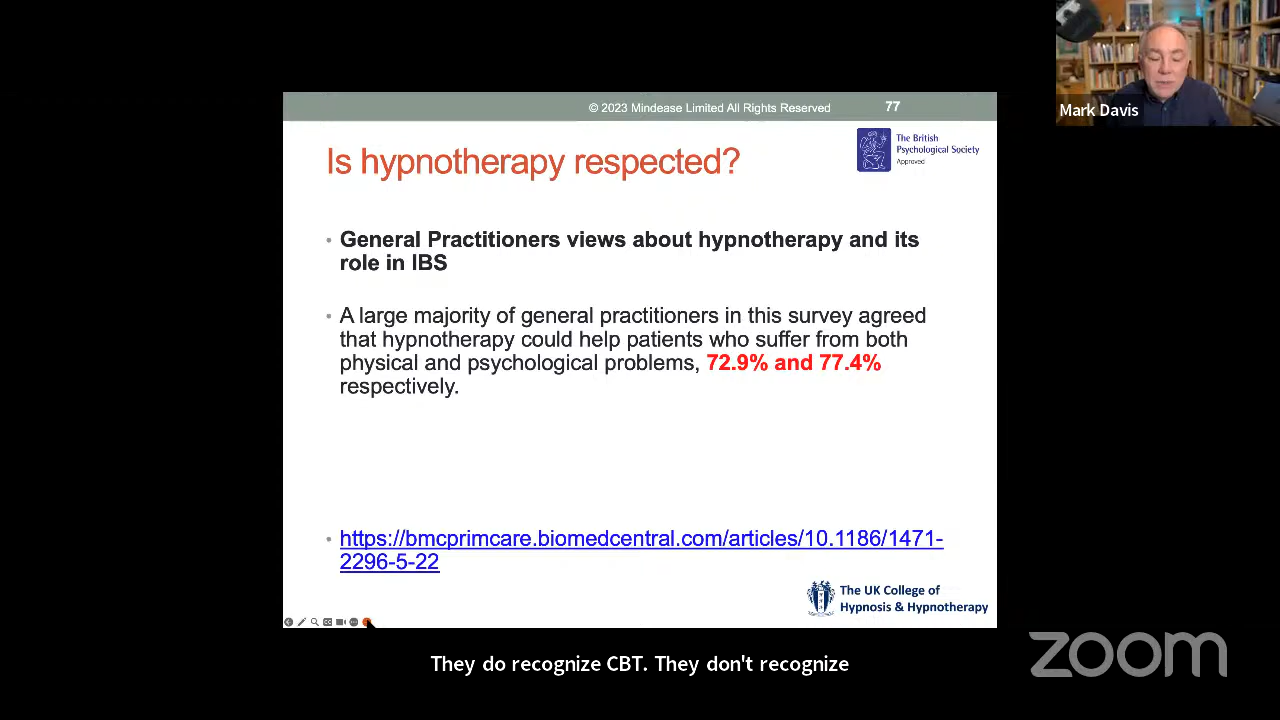 © 2023 Mindease Limited All Rights Reserved
77
Mark Davis
Is hypnotherapy respected?
The British
Psychological Society
Approved
• General Practitioners views about hypnotherapy and its
role in IBS
• A large majority of general practitioners in this survey agreed
that hypnotherapy could help patients who suffer from both
physical and psychological problems, 72.9% and 77.4%
respectively.
• https://bmcprimcare.biomedcentral.com/articles/10.1186/1471-
2296-5-22
The UK College of
Hypnosis & Hypnotherapy
They do recognize CBT. They don't recognize
zoom